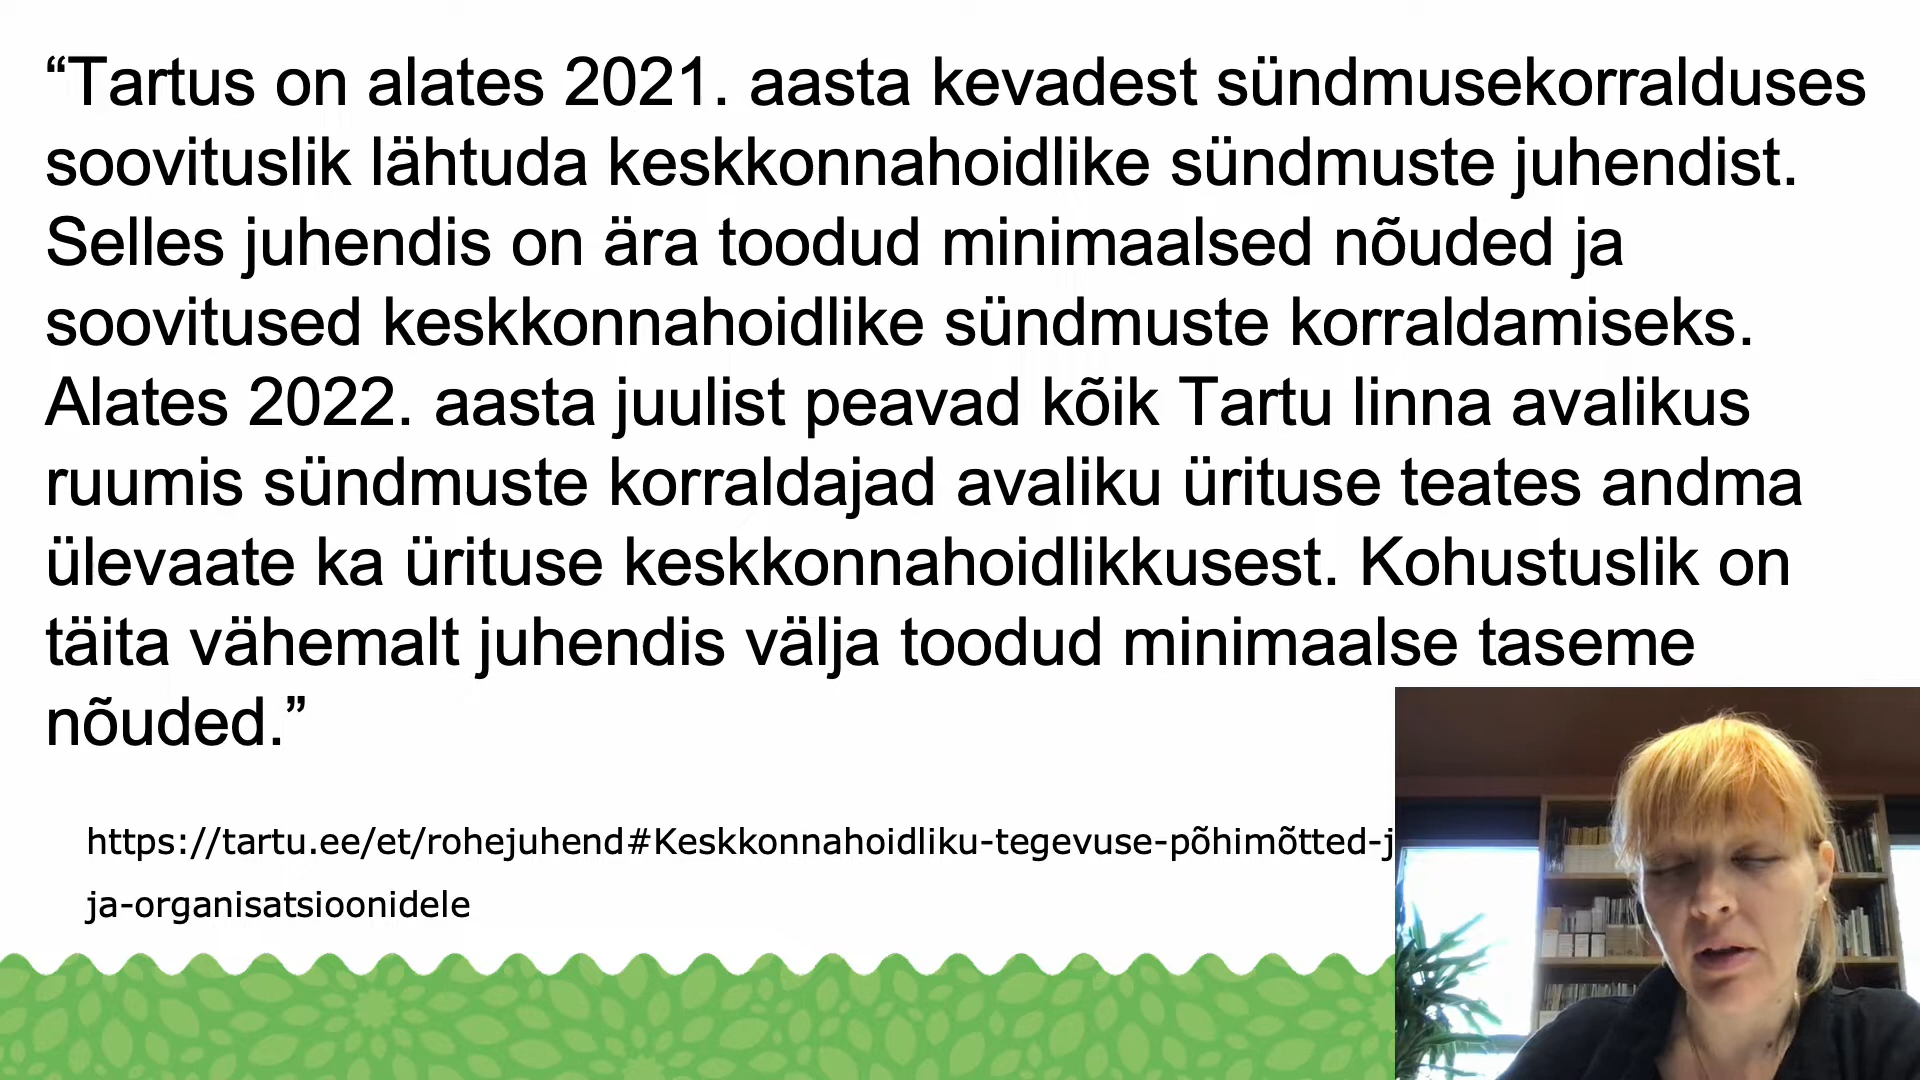 “Tartus on alates 2021. aasta kevadest sündmusekorralduses
soovituslik lähtuda keskkonnahoidlike sündmuste juhendist.
Selles juhendis on ära toodud minimaalsed nõuded ja
soovitused keskkonnahoidlike sündmuste korraldamiseks.
Alates 2022. aasta juulist peavad kõik Tartu linna avalikus
ruumis sündmuste korraldajad avaliku ürituse teates andma
ülevaate ka ürituse keskkonnahoidlikkusest. Kohustuslik on
täita vähemalt juhendis välja toodud minimaalse taseme
nõuded.”
https://tartu.ee/et/rohejuhend#Keskkonnahoidliku-tegevuse-põhimõtted-j
ja-organisatsioonidele